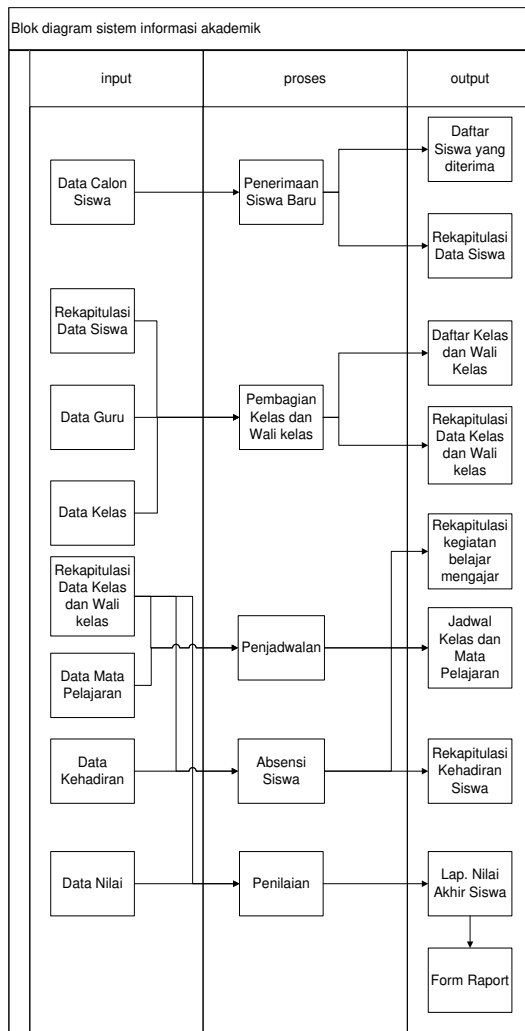 Blok diagram sistem informasi akademik
input
proses
output
Data Calon
Siswa
Penerimaan
Siswa Baru
Daftar
Siswa yang
diterima
Rekapitulasi
Data Siswa
Rekapitulasi
Data Siswa
Data Guru
Data Kelas
Pembagian
Kelas dan
Wali kelas
Daftar Kelas
dan Wali
Kelas
Rekapitulasi
Data Kelas
dan Wali
kelas
Rekapitulasi
Data Kelas
dan Wali
kelas
Data Mata
Pelajaran
Penjadwalan
Rekapitulasi
kegiatan
belajar
mengajar
Jadwal
Kelas dan
Mata
Pelajaran
Data
Kehadiran
Absensi
Siswa
Rekapitulasi
Kehadiran
Siswa
Data Nilai
Penilaian
Lap. Nilai
Akhir Siswa
Form Raport